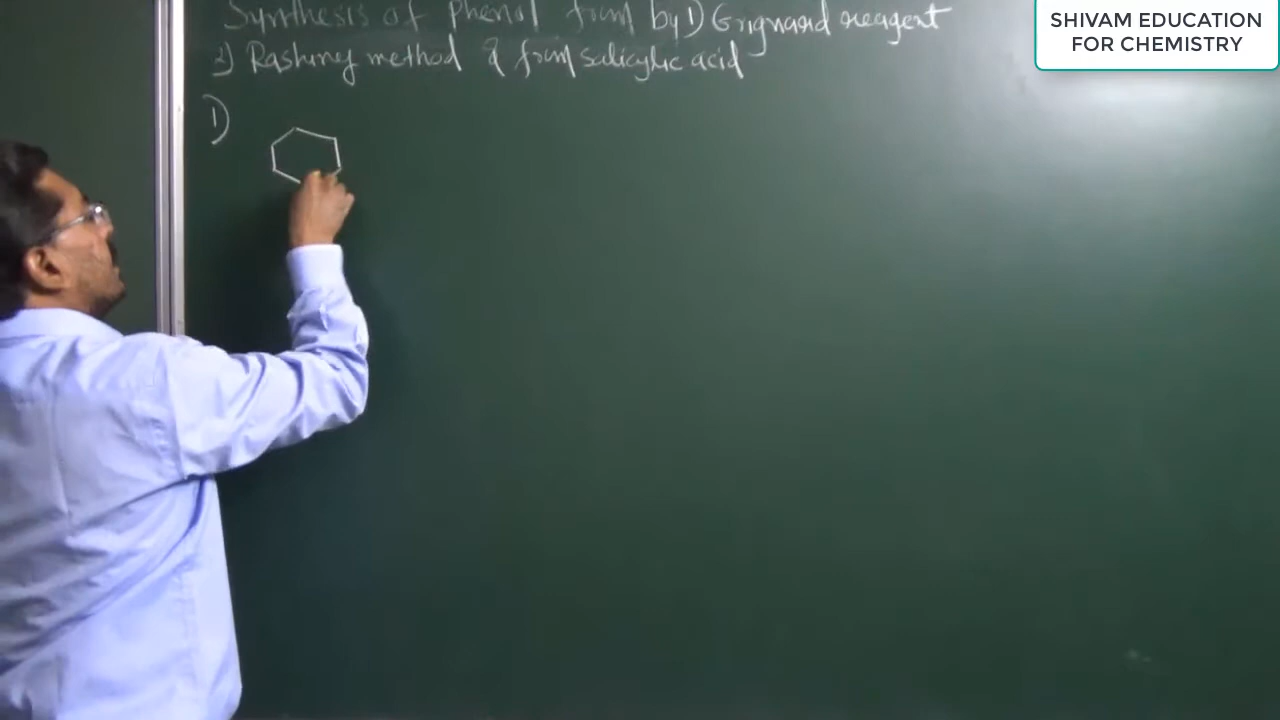 Synthesis of Phenol from by 1) Grignard reagent
2) Rashing method & from salicylic acid
1)
SHIVAM EDUCATION
FOR CHEMISTRY